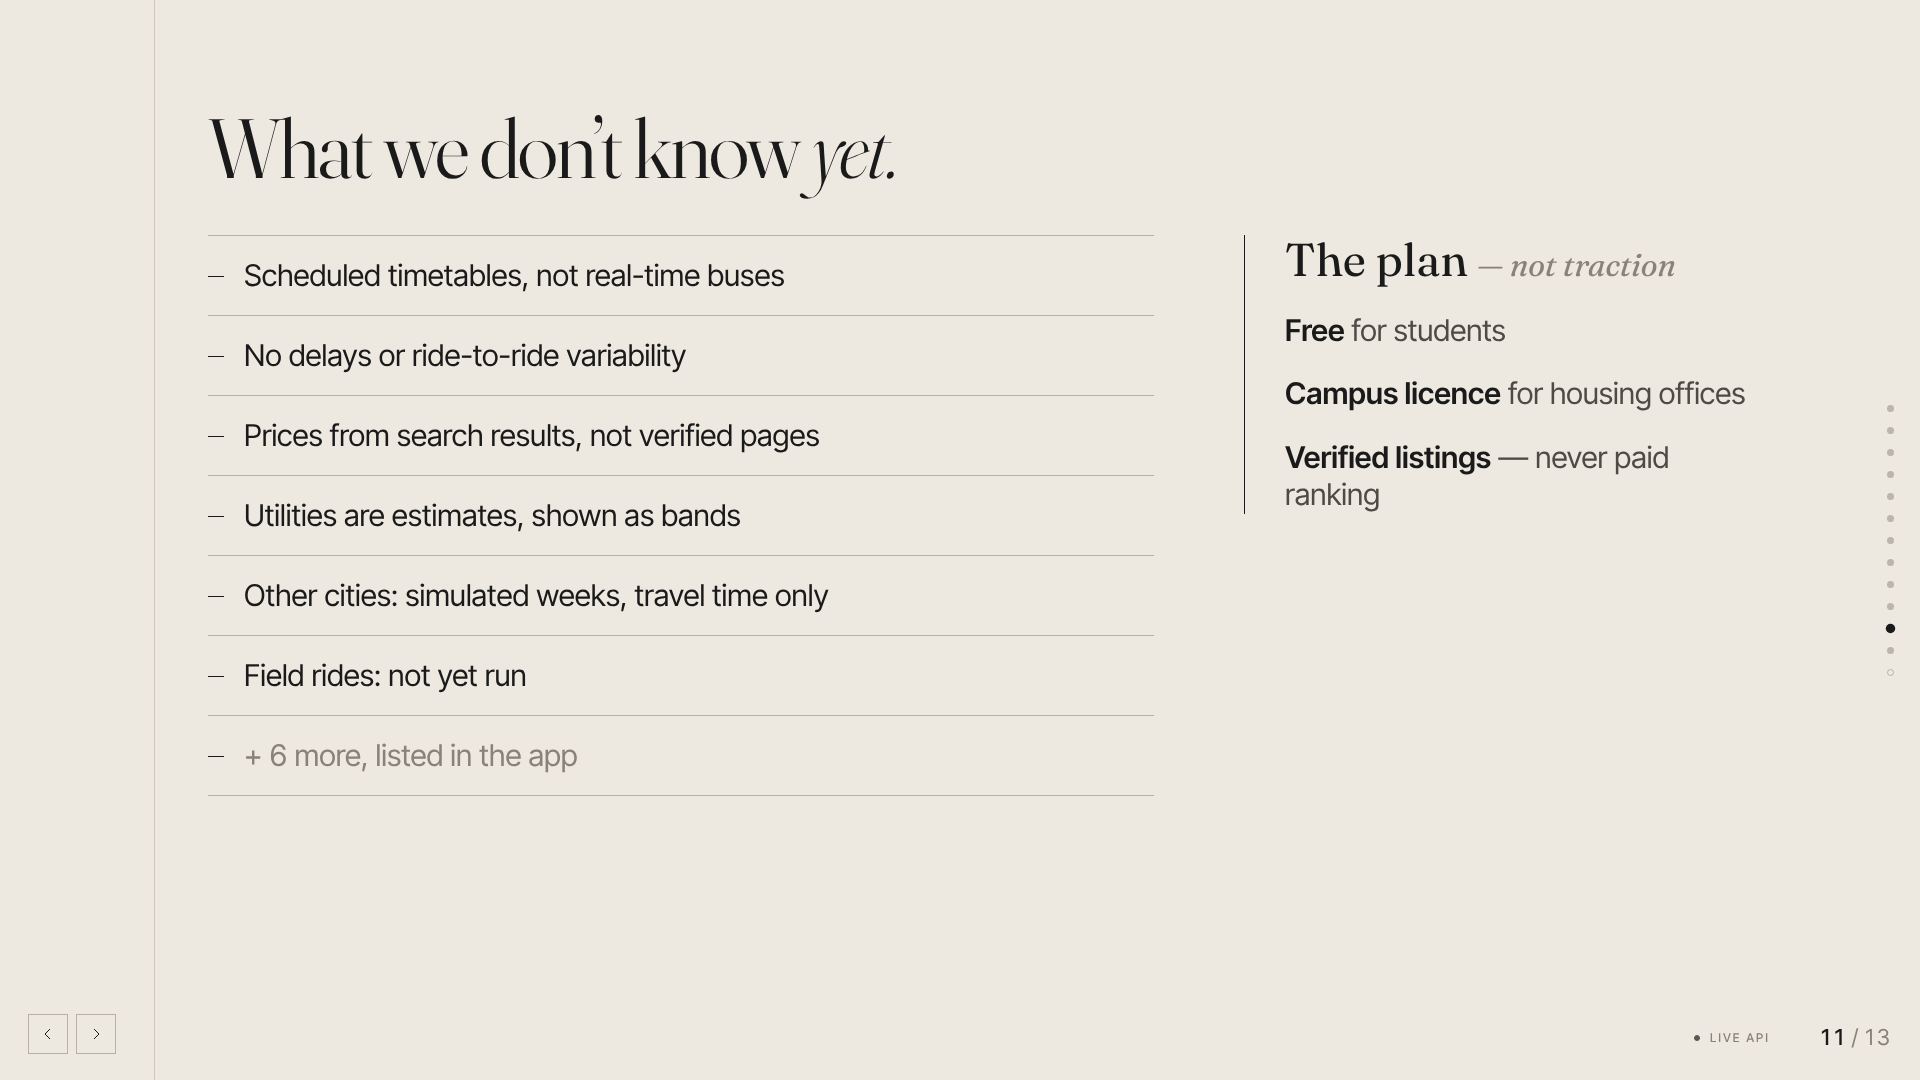 What we don’t know yet.
— Scheduled timetables, not real-time buses
— No delays or ride-to-ride variability
— Prices from search results, not verified pages
— Utilities are estimates, shown as bands
— Other cities: simulated weeks, travel time only
— Field rides: not yet run
— + 6 more, listed in the app
The plan — not traction
Free for students
Campus licence for housing offices
Verified listings — never paid
ranking
LIVE API
11 / 13